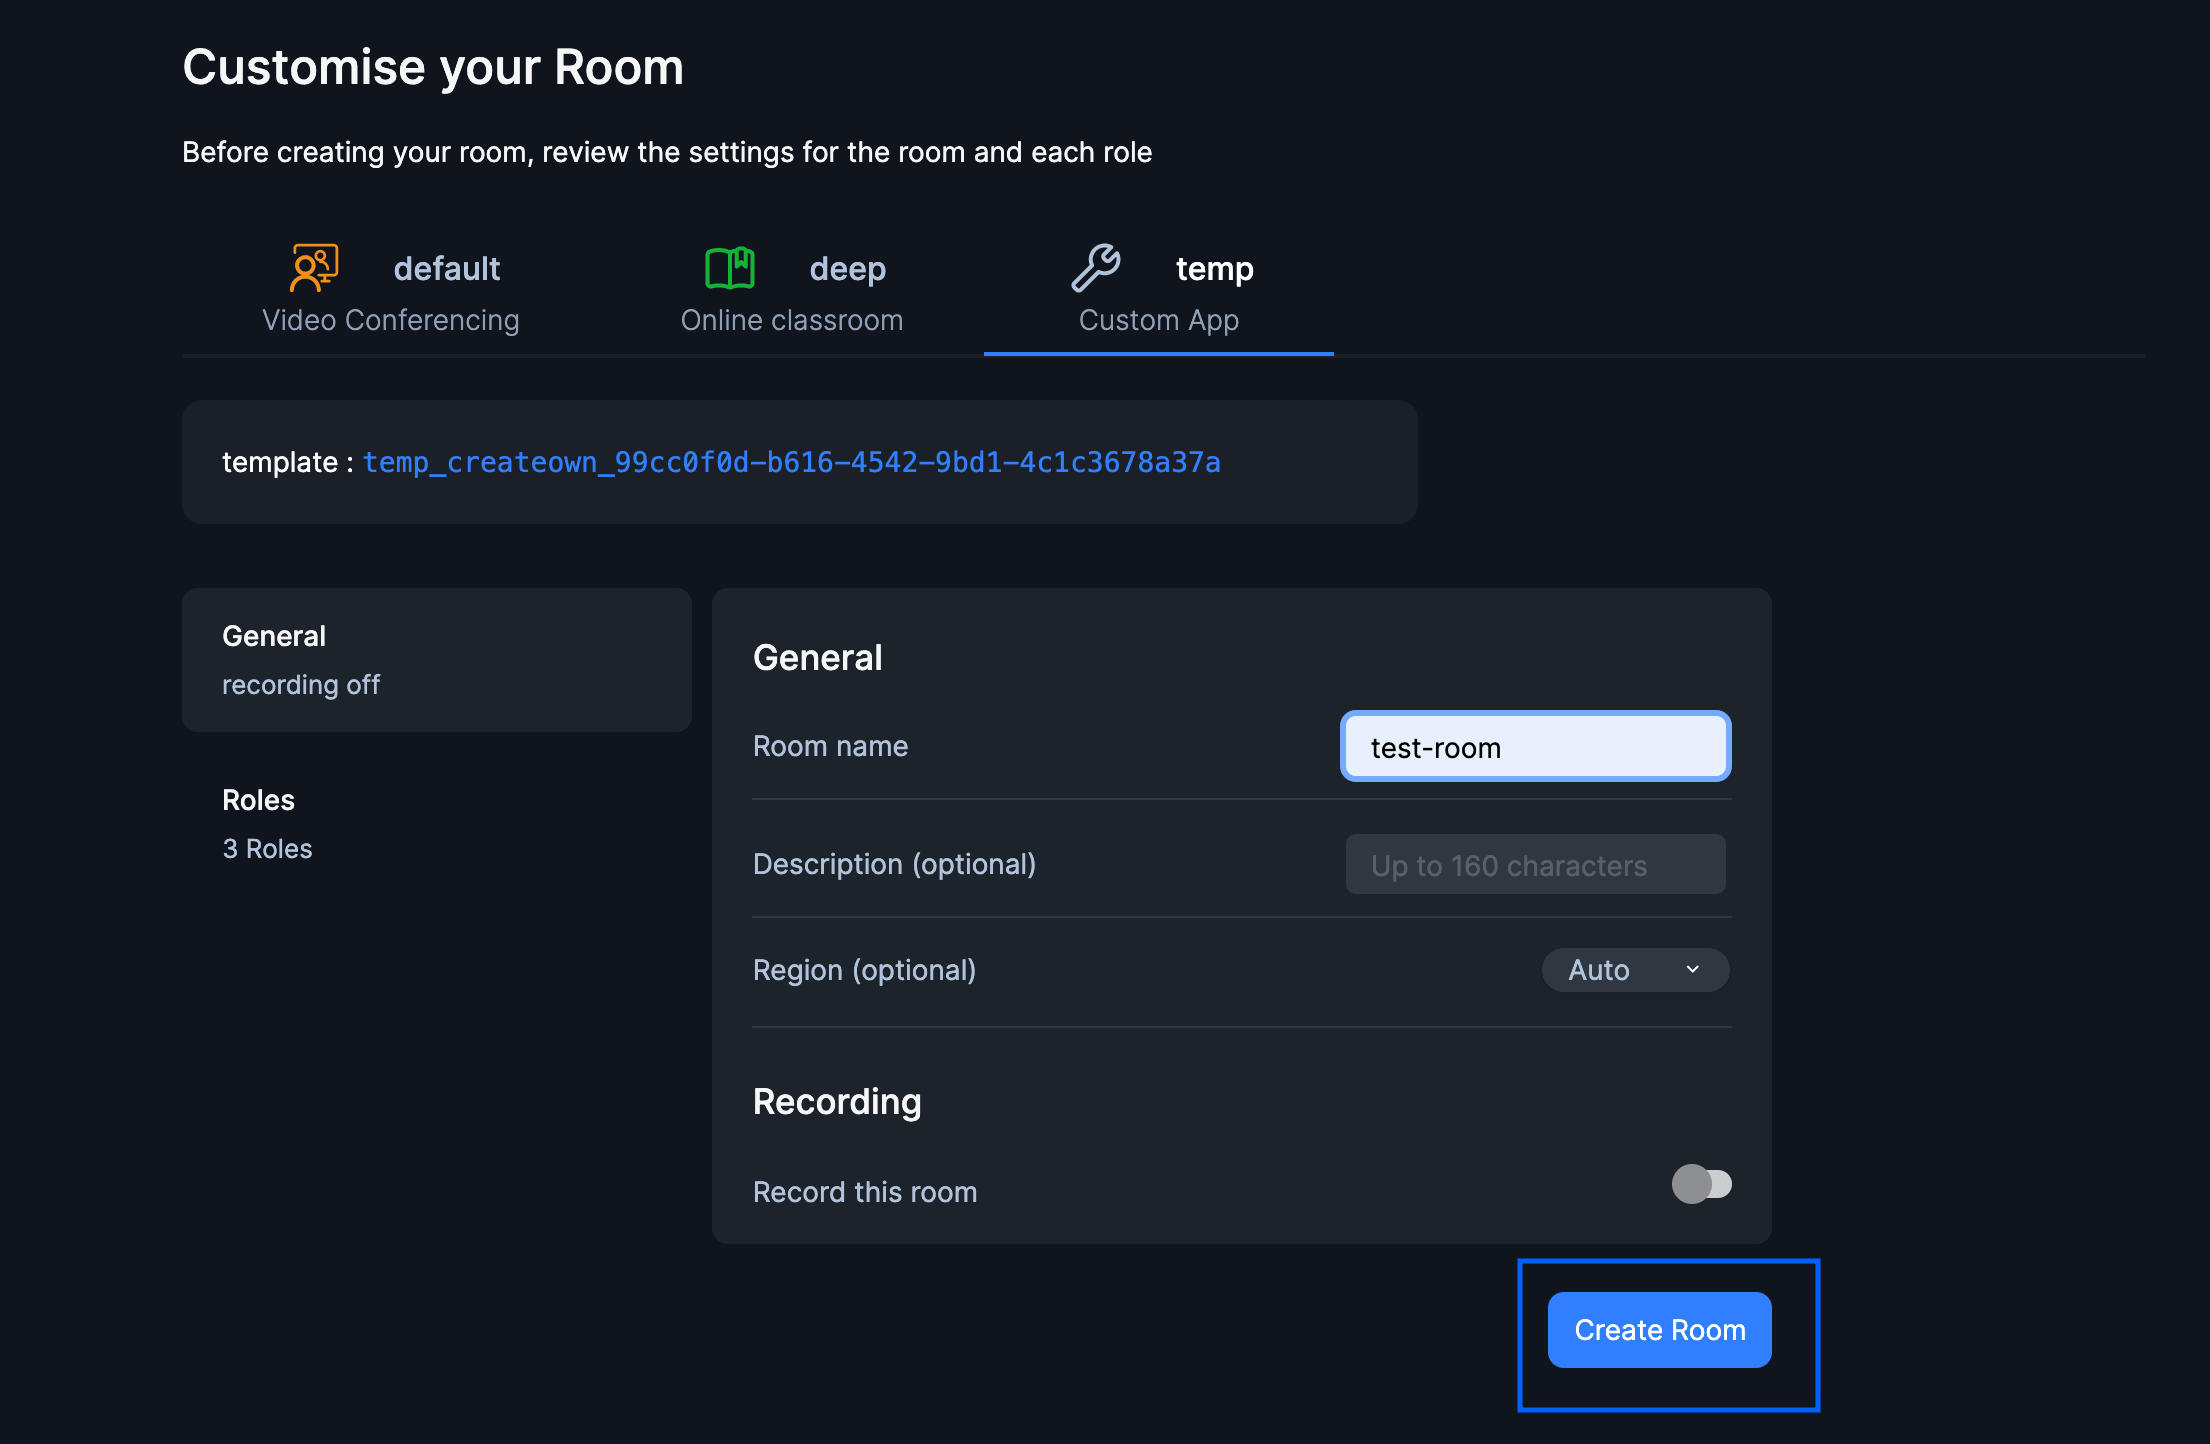 Customise your Room
Before creating your room, review the settings for the room and each role
default
Video Conferencing
deep
Online classroom
temp
Custom App
template : temp_createown_99cc0f0d-b616-4542-9bd1-4c1c3678a37a
General
recording off
Roles
3 Roles
General
Room name
test-room
Description (optional)
Up to 160 characters
Region (optional)
Auto
Recording
Record this room
Create Room